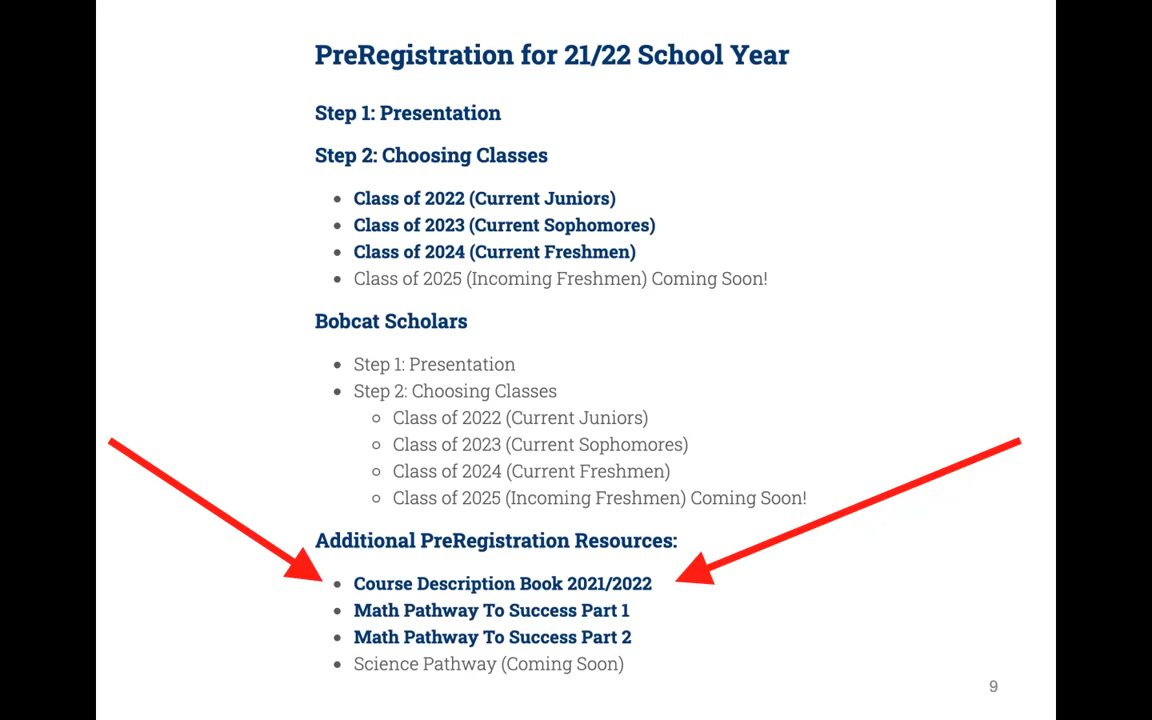 PreRegistration for 21/22 School Year
Step 1: Presentation
Step 2: Choosing Classes
Class of 2022 (Current Juniors)
Class of 2023 (Current Sophomores)
Class of 2024 (Current Freshmen)
Class of 2025 (Incoming Freshmen) Coming Soon!
Bobcat Scholars
Step 1: Presentation
Step 2: Choosing Classes
Class of 2022 (Current Juniors)
Class of 2023 (Current Sophomores)
Class of 2024 (Current Freshmen)
Class of 2025 (Incoming Freshmen) Coming Soon!
Additional PreRegistration Resources:
Course Description Book 2021/2022
Math Pathway To Success Part 1
Math Pathway To Success Part 2
Science Pathway (Coming Soon)
9